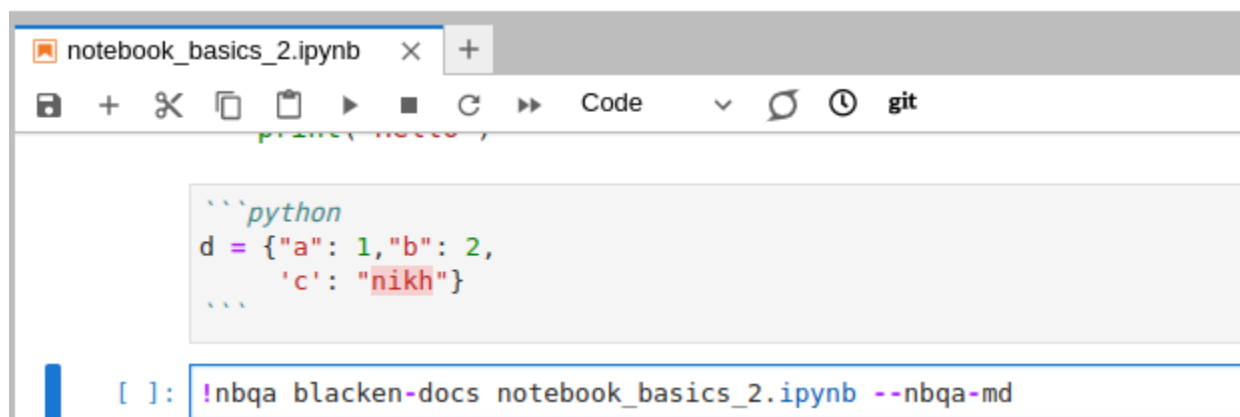 notebook_basics_2.ipynb
Code git
```python
d = {"a": 1,"b": 2,
'c': "nikh"}
```
[ ]: !nbqa blacken-docs notebook_basics_2.ipynb --nbqa-md